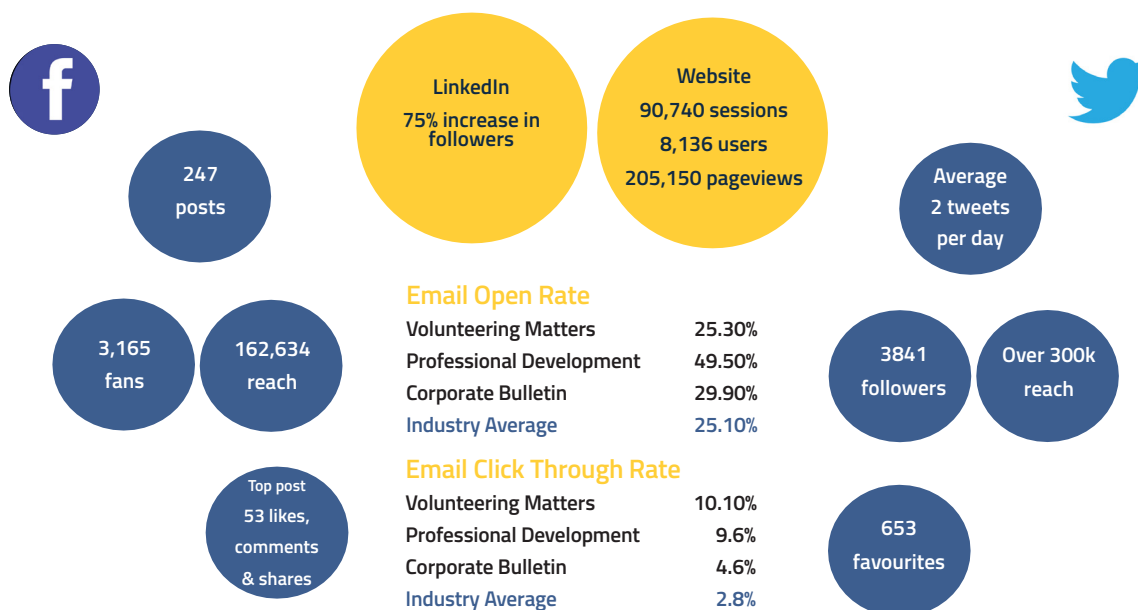 LinkedIn
75% increase in
followers
Website
90,740 sessions
8,136 users
205,150 pageviews
247
posts
3,165
fans
162,634
reach
Top post
53 likes,
comments
& shares
Email Open Rate
Volunteering Matters 25.30%
Professional Development 49.50%
Corporate Bulletin 29.90%
Industry Average 25.10%
Email Click Through Rate
Volunteering Matters 10.10%
Professional Development 9.6%
Corporate Bulletin 4.6%
Industry Average 2.8%
Average
2 tweets
per day
3841
followers
Over 300k
reach
653
favourites